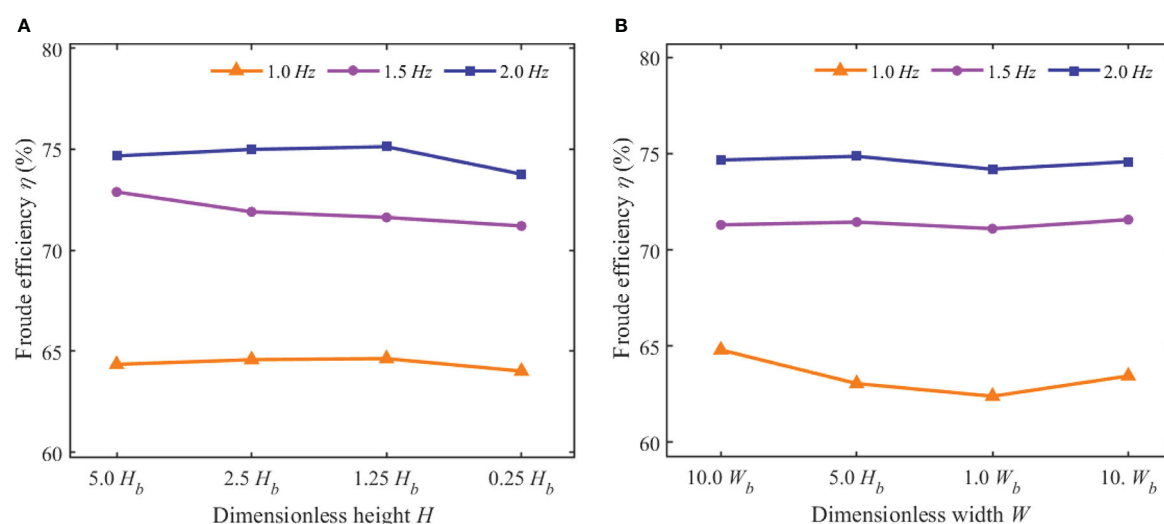 A
80
75
70
65
60
Froude efficiency η (%)
1.0 Hz 1.5 Hz 2.0 Hz
5.0 H_b 2.5 H_b 1.25 H_b 0.25 H_b
Dimensionless height H
B
80
75
70
65
60
Froude efficiency η (%)
1.0 Hz 1.5 Hz 2.0 Hz
10.0 W_b 5.0 H_b 1.0 W_b 10. W_b
Dimensionless width W